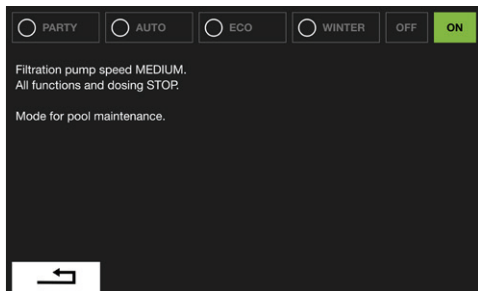 PARTY AUTO ECO WINTER OFF ON
Filtration pump speed MEDIUM.
All functions and dosing STOP.
Mode for pool maintenance.